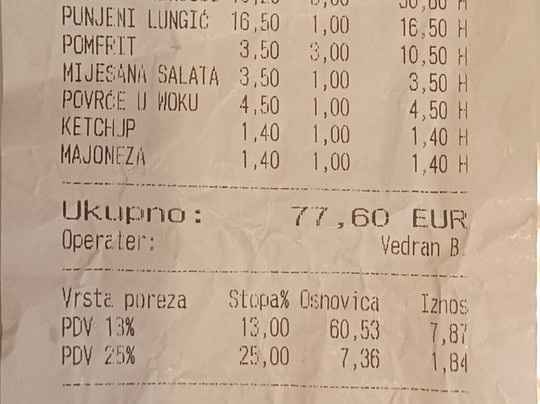 PUNJENI LUNGIĆ 16,50 1,00 16,50 H
POMFRIT 3,50 3,00 10,50 H
MIJEŠANA SALATA 3,50 1,00 3,50 H
POVRĆE U WOKU 4,50 1,00 4,50 H
KETCHUP 1,40 1,00 1,40 H
MAJONEZA 1,40 1,00 1,40 H
Ukupno: 77,60 EUR
Operater: Vedran B.
Vrsta poreza Stopa% Osnovica Iznos
PDV 13% 13,00 60,53 7,87
PDV 25% 25,00 7,36 1,84